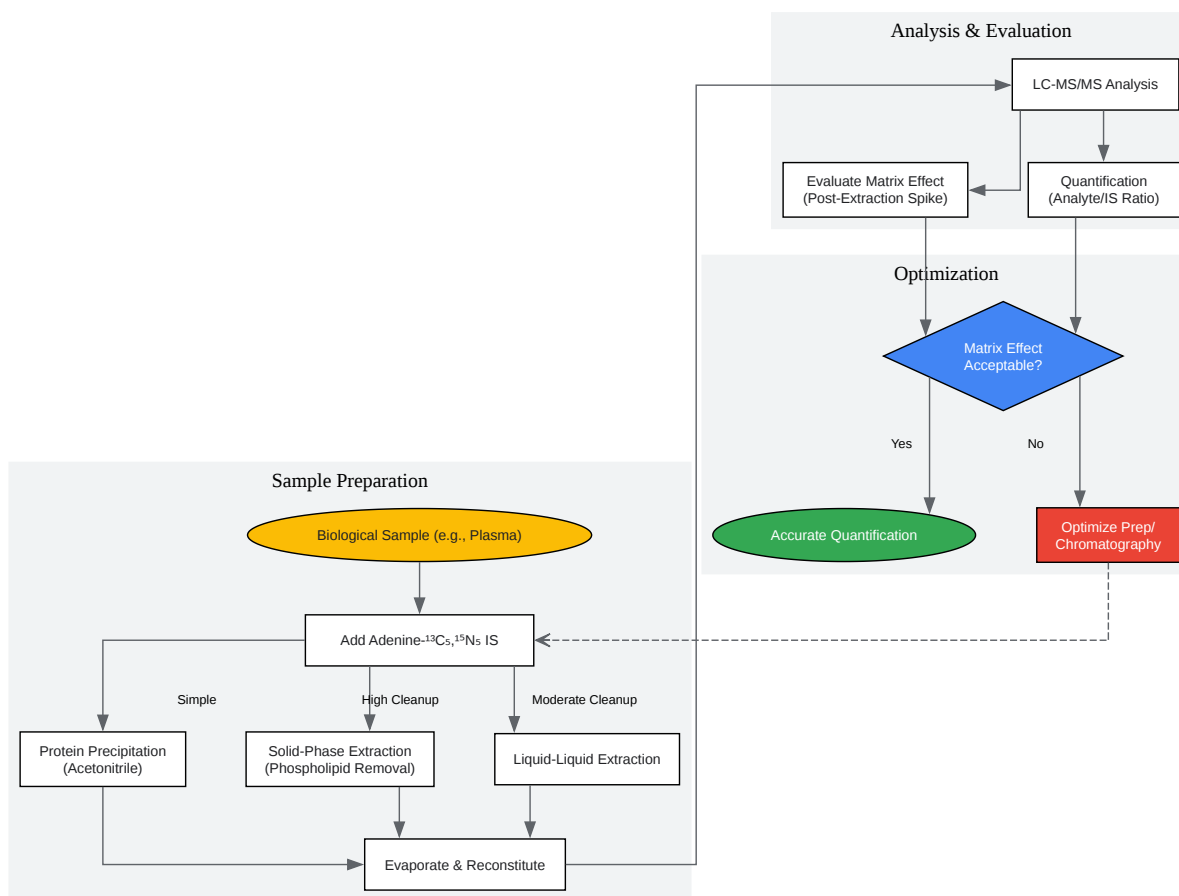 Analysis & Evaluation
LC-MS/MS Analysis
Evaluate Matrix Effect
(Post-Extraction Spike)
Quantification
(Analyte/IS Ratio)
Optimization
Matrix Effect
Acceptable?
Yes
No
Accurate Quantification
Optimize Prep/
Chromatography
Sample Preparation
Biological Sample (e.g., Plasma)
Add Adenine-¹³C₅,¹⁵N₅ IS
Simple
High Cleanup
Moderate Cleanup
Protein Precipitation
(Acetonitrile)
Solid-Phase Extraction
(Phospholipid Removal)
Liquid-Liquid Extraction
Evaporate & Reconstitute